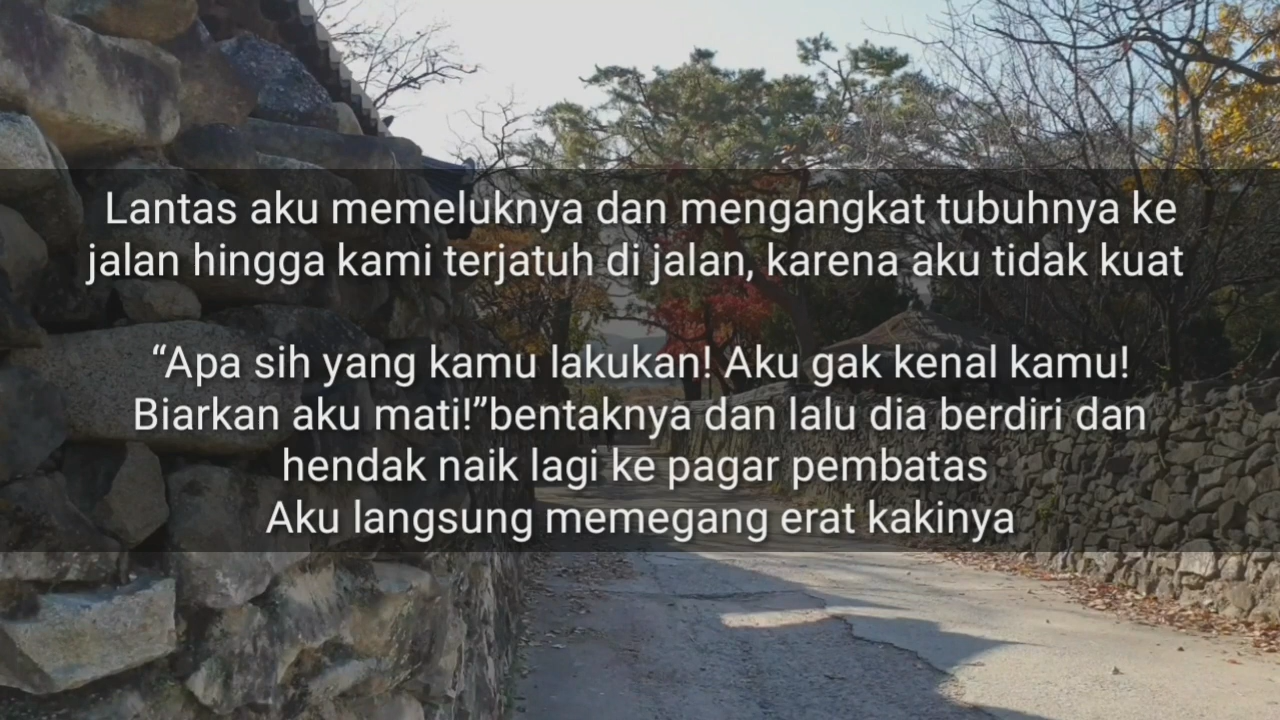 Lantas aku memeluknya dan mengangkat tubuhnya ke
jalan hingga kami terjatuh di jalan, karena aku tidak kuat
“Apa sih yang kamu lakukan! Aku gak kenal kamu!
Biarkan aku mati!”bentaknya dan lalu dia berdiri dan
hendak naik lagi ke pagar pembatas
Aku langsung memegang erat kakinya